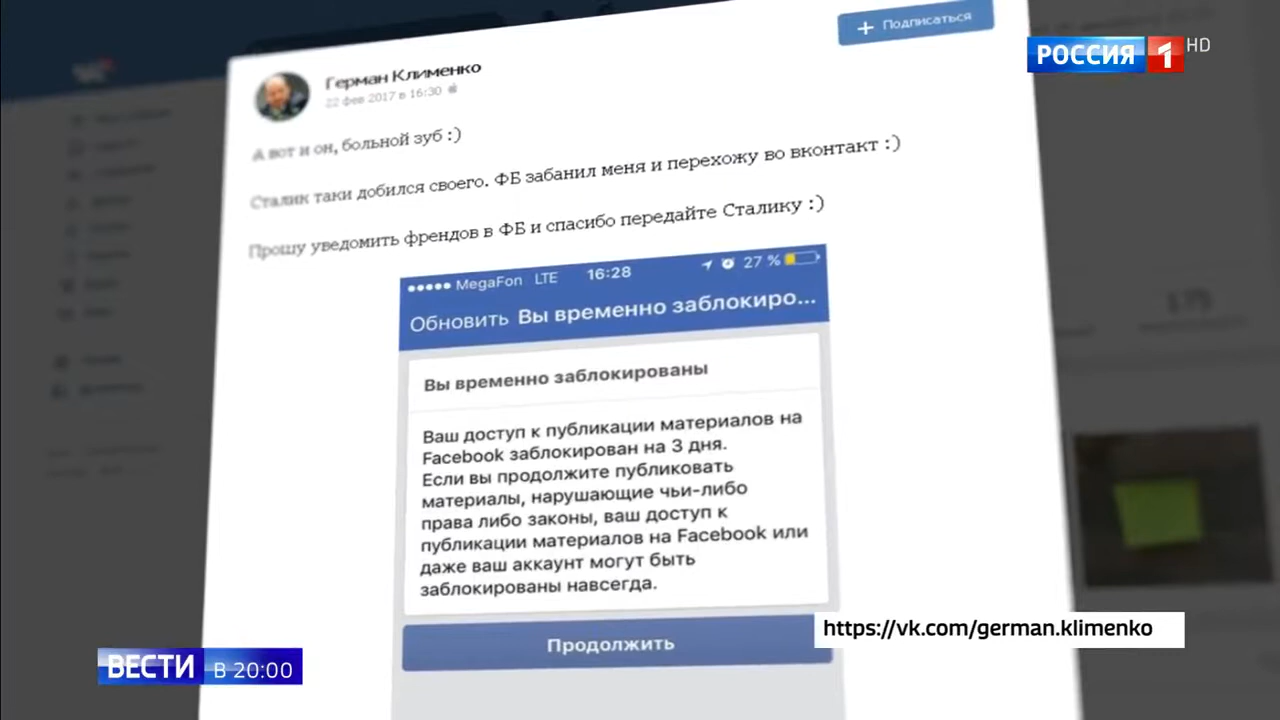 + Подписаться
РОССИЯ 1 HD
Герман Клименко
22 фев 2017 в 16:30
А вот и он, больной зуб :)
Сталик таки добился своего. ФБ забанил меня и перехожу во вконтакт :)
Прошу уведомить френдов в ФБ и спасибо передайте Сталику :)
MegaFon LTE 16:28 27 %
Обновить Вы временно заблокиро...
Вы временно заблокированы
Ваш доступ к публикации материалов на
Facebook заблокирован на 3 дня.
Если вы продолжите публиковать
материалы, нарушающие чьи-либо
права либо законы, ваш доступ к
публикации материалов на Facebook или
даже ваш аккаунт могут быть
заблокированы навсегда.
Продолжить
https://vk.com/german.klimenko
ВЕСТИ В 20:00